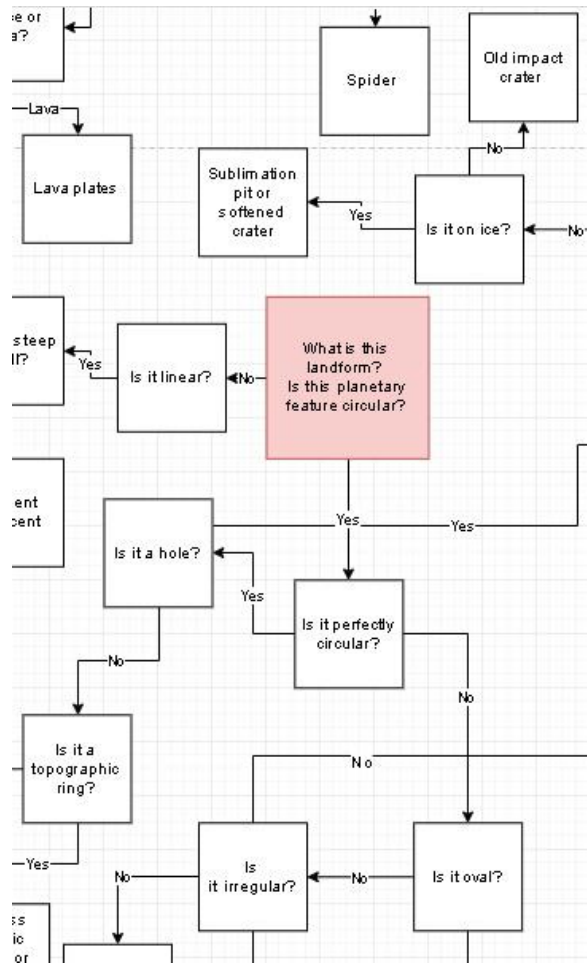 Spider
Old impact
crater
Lava
Lava plates
No
Sublimation
pit or
softened
crater
Yes
Is it on ice?
No
steep
Yes
Is it linear?
No
What is this
landform?
Is this planetary
feature circular?
Is it a hole?
Yes
Yes
Yes
Is it perfectly
circular?
No
No
Is it a
topographic
ring?
No
Yes
No
Is
it irregular?
No
Is it oval?